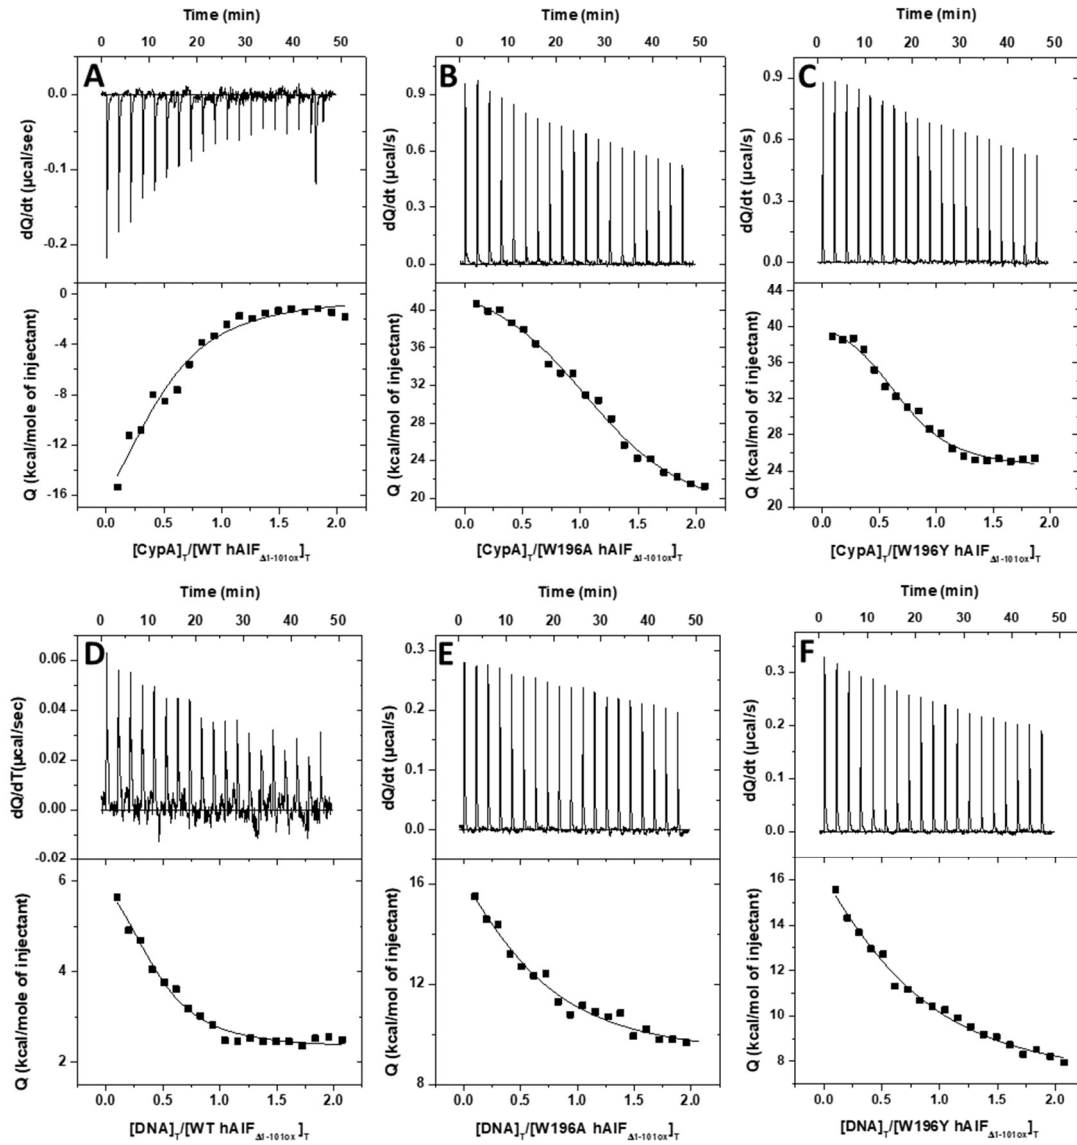 Time (min)
0 10 20 30 40 50
A
0.0
-0.1
-0.2
dQ/dt (µcal/sec)
0
-4
-8
-12
-16
Q (kcal/mole of injectant)
0.0 0.5 1.0 1.5 2.0
[CypA]T/[WT hAIFΔ1-101ox]T
Time (min)
0 10 20 30 40 50
B
0.9
0.6
0.3
0.0
dQ/dt (µcal/s)
40
36
32
28
24
20
Q (kcal/mol of injectant)
0.0 0.5 1.0 1.5 2.0
[CypA]T/[W196A hAIFΔ1-101ox]T
Time (min)
0 10 20 30 40 50
C
0.9
0.6
0.3
0.0
dQ/dt (µcal/s)
44
40
36
32
28
24
20
Q (kcal/mol of injectant)
0.0 0.5 1.0 1.5 2.0
[CypA]T/[W196Y hAIFΔ1-101ox]T
Time (min)
0 10 20 30 40 50
D
0.06
0.04
0.02
0.00
-0.02
dQ/dT(µcal/sec)
6
4
2
Q (kcal/mole of injectant)
0.0 0.5 1.0 1.5 2.0
[DNA]T/[WT hAIFΔ1-101ox]T
Time (min)
0 10 20 30 40 50
E
0.3
0.2
0.1
0.0
dQ/dt (µcal/s)
16
12
8
Q (kcal/mol of injectant)
0.0 0.5 1.0 1.5 2.0
[DNA]T/[W196A hAIFΔ1-101ox]T
Time (min)
0 10 20 30 40 50
F
0.3
0.2
0.1
0.0
dQ/dt (µcal/s)
16
14
12
10
8
Q (kcal/mol of injectant)
0.0 0.5 1.0 1.5 2.0
[DNA]T/[W196Y hAIFΔ1-101ox]T